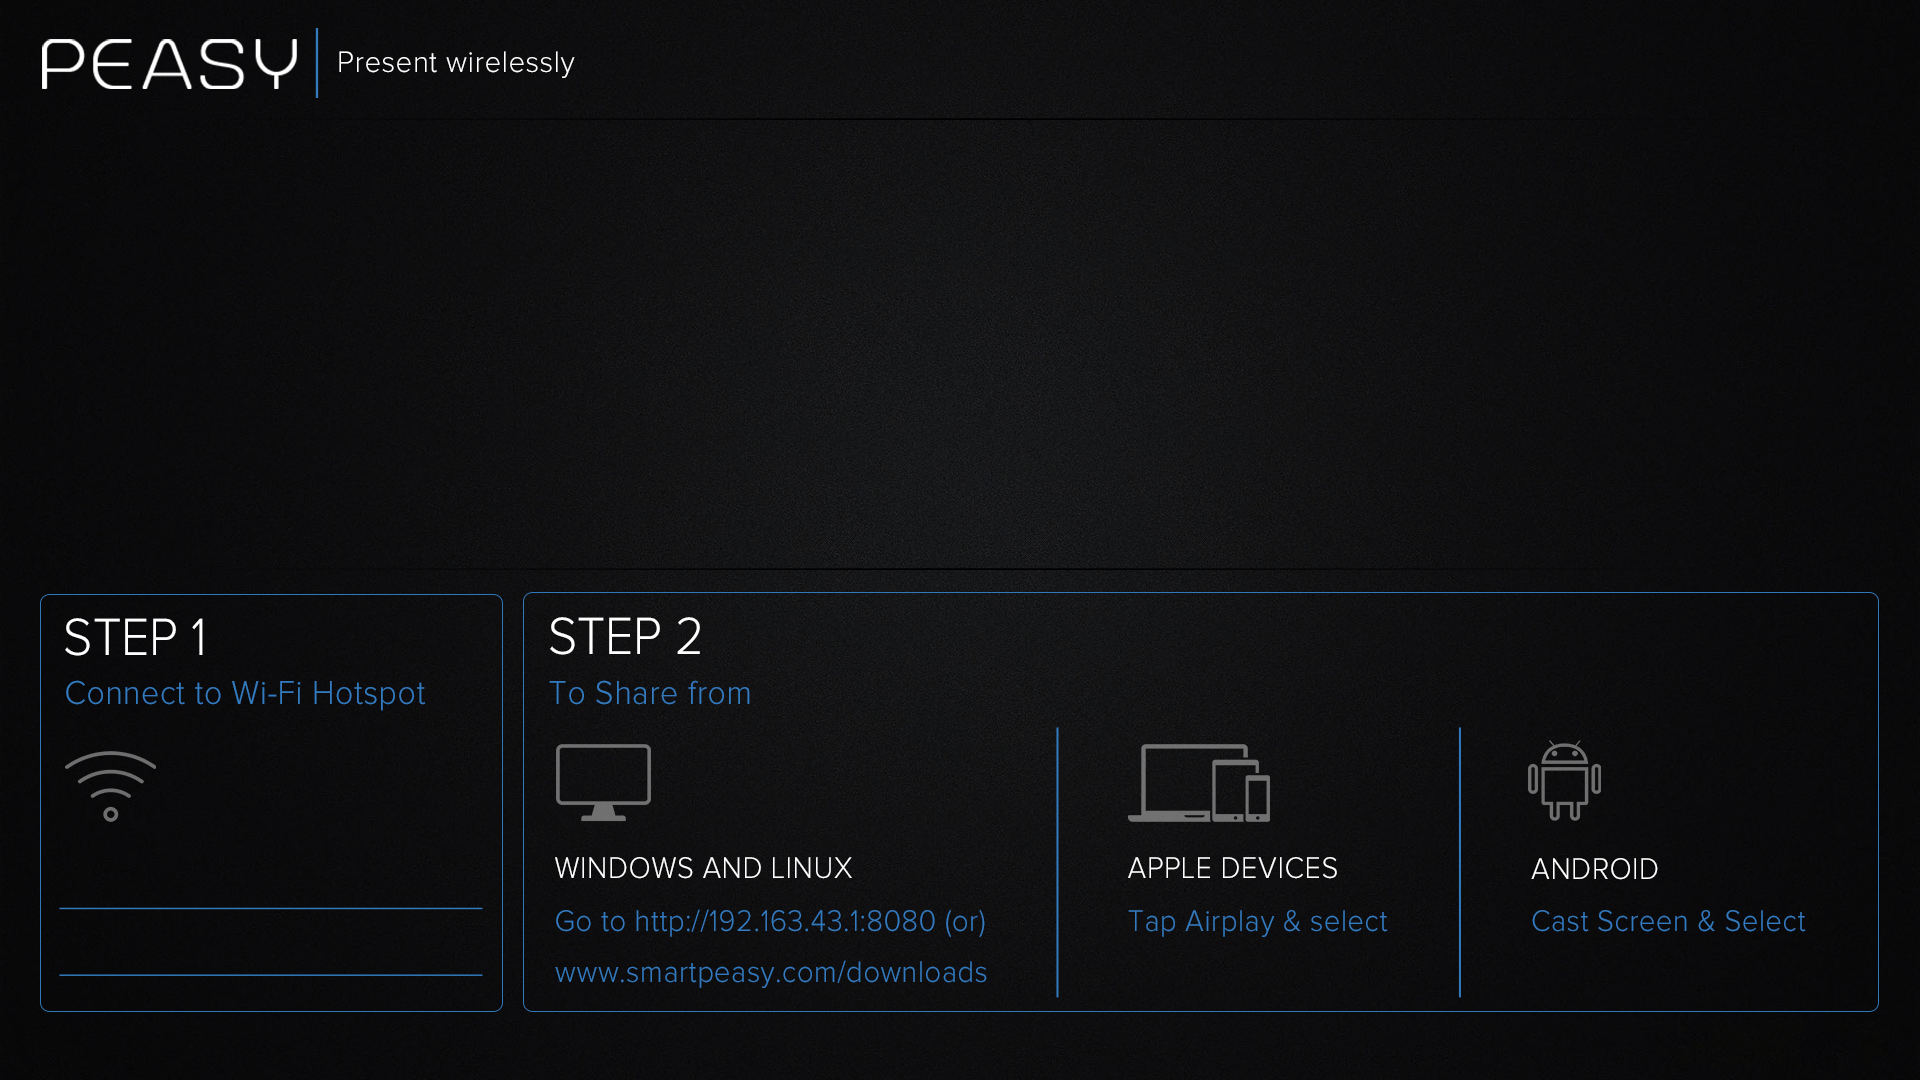 PEASY
Present wirelessly
STEP 1
Connect to Wi-Fi Hotspot
STEP 2
To Share from
WINDOWS AND LINUX
Go to http://192.163.43.1:8080 (or)
www.smartpeasy.com/downloads
APPLE DEVICES
Tap Airplay & select
ANDROID
Cast Screen & Select